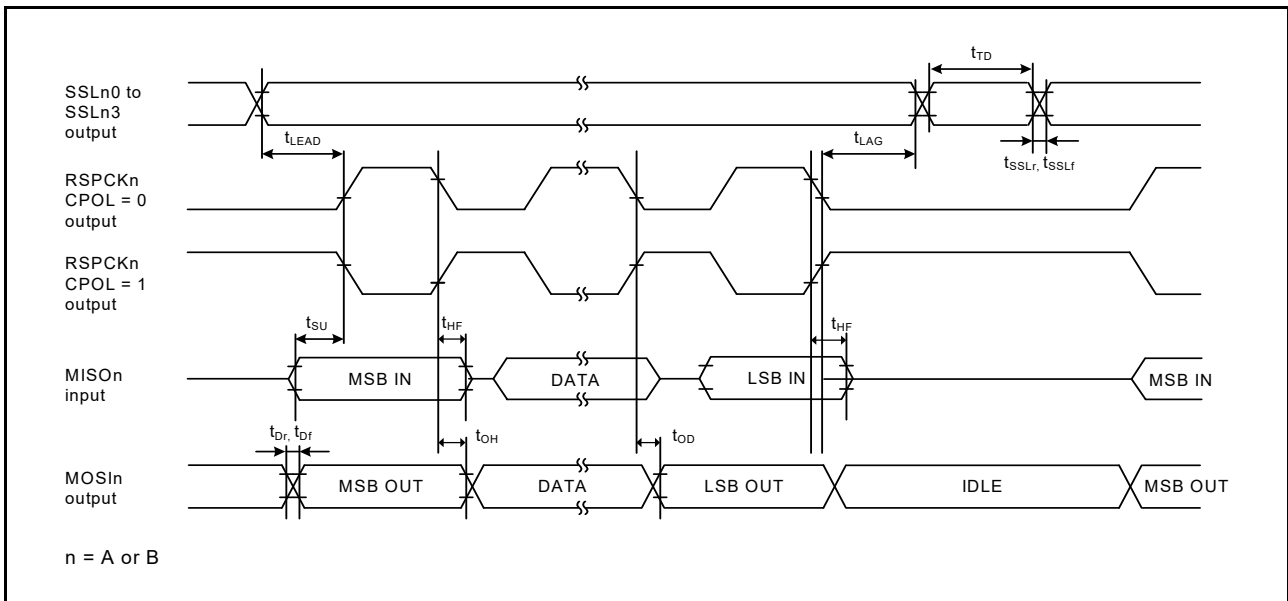 tTD
SSLn0 to
SSLn3
output
tLEAD
tLAG
tSSLr, tSSLf
RSPCKn
CPOL = 0
output
RSPCKn
CPOL = 1
output
tSU
tHF
tHF
MISOn
input
MSB IN
DATA
LSB IN
MSB IN
tDr, tDf
tOH
tOD
MOSIn
output
MSB OUT
DATA
LSB OUT
IDLE
MSB OUT
n = A or B